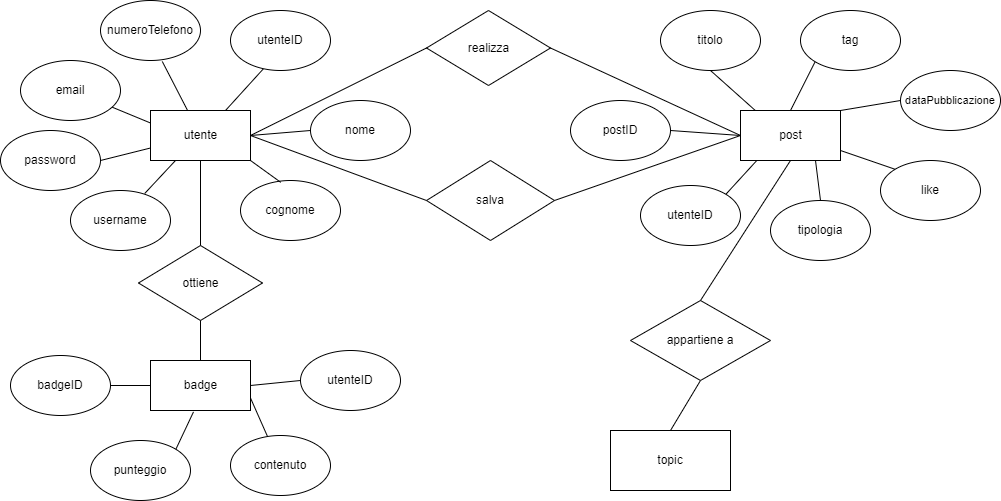 numeroTelefono
utenteID
realizza
titolo
tag
email
dataPubblicazione
utente
nome
postID
post
password
username
cognome
salva
utenteID
tipologia
like
ottiene
appartiene a
badgeID
badge
utenteID
punteggio
contenuto
topic